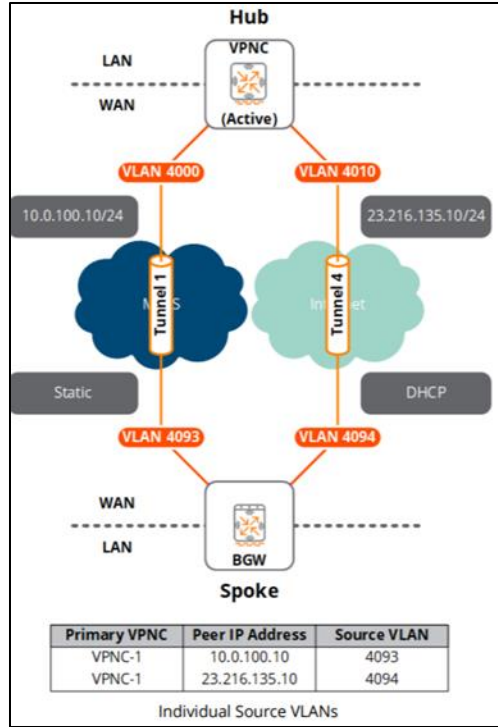 Hub
LAN
VPNC
WAN
(Active)
VLAN 4000
VLAN 4010
10.0.100.10/24
23.216.135.10/24
Tunnel 1
Tunnel 4
Static
DHCP
VLAN 4093
VLAN 4094
WAN
LAN
BGW
Spoke
Primary VPNC Peer IP Address Source VLAN
VPNC-1 10.0.100.10 4093
VPNC-1 23.216.135.10 4094
Individual Source VLANs